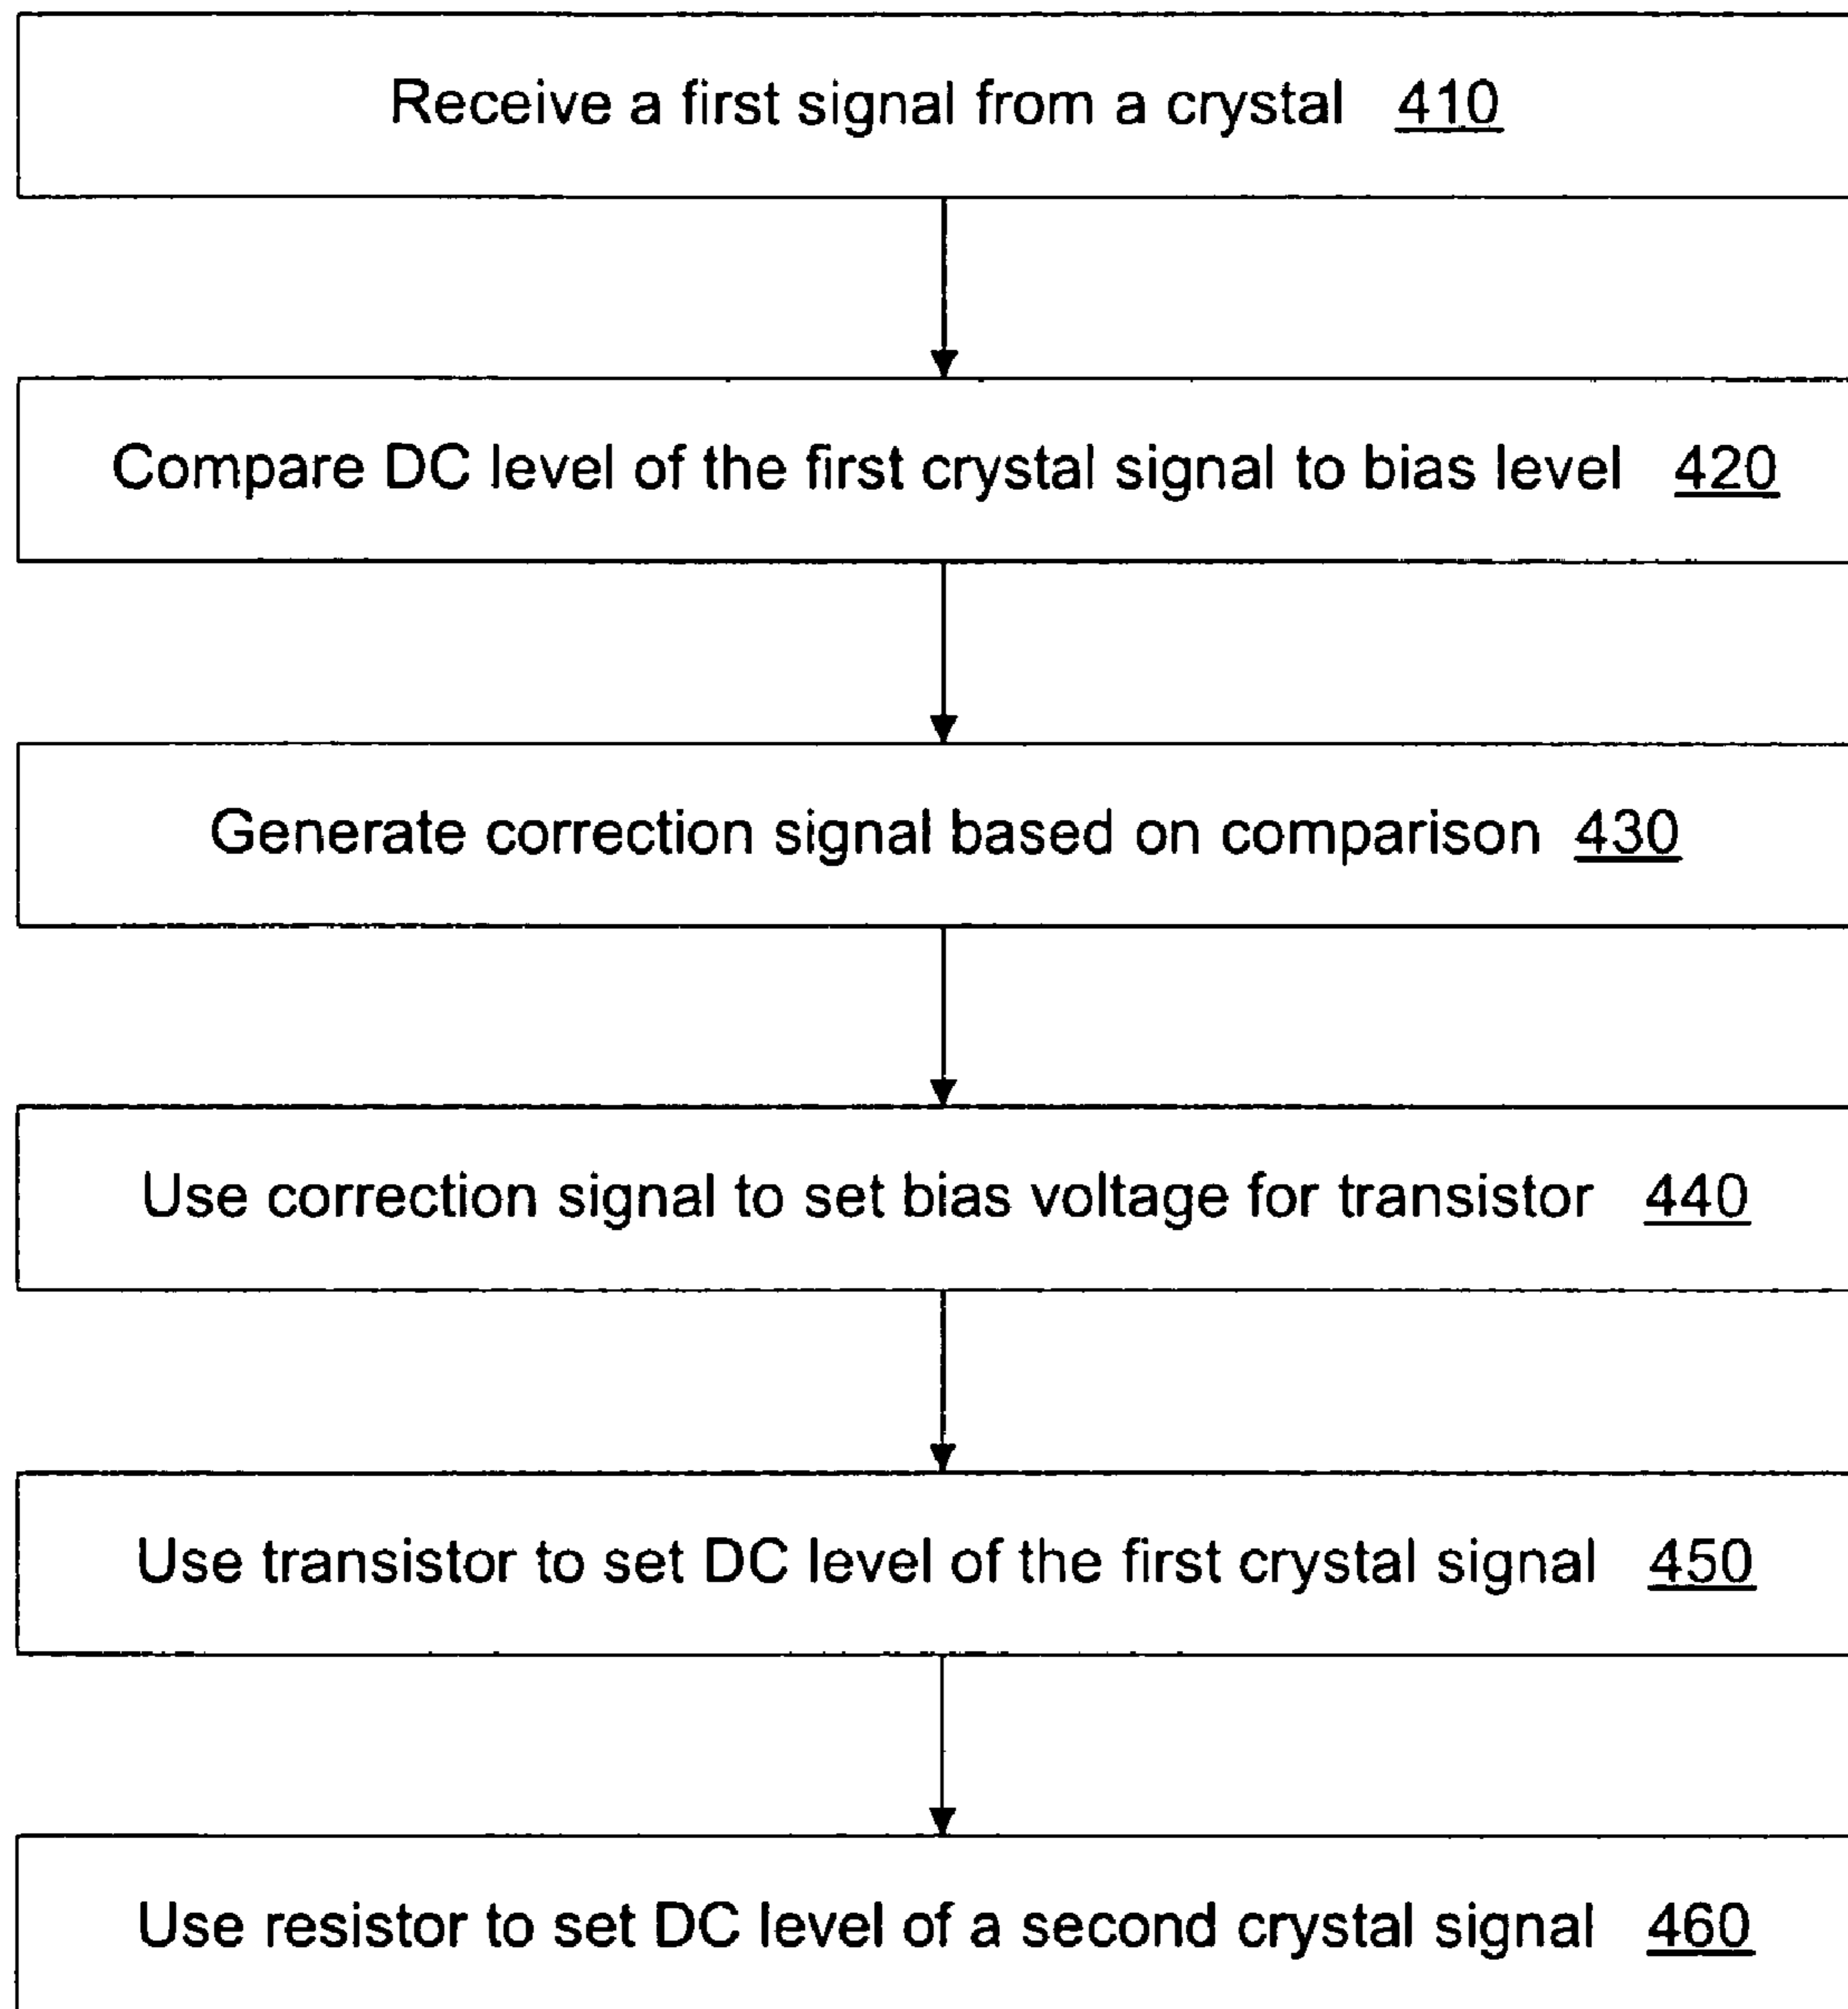 Receive a first signal from a crystal 410
Compare DC level of the first crystal signal to bias level 420
Generate correction signal based on comparison 430
Use correction signal to set bias voltage for transistor 440
Use transistor to set DC level of the first crystal signal 450
Use resistor to set DC level of a second crystal signal 460